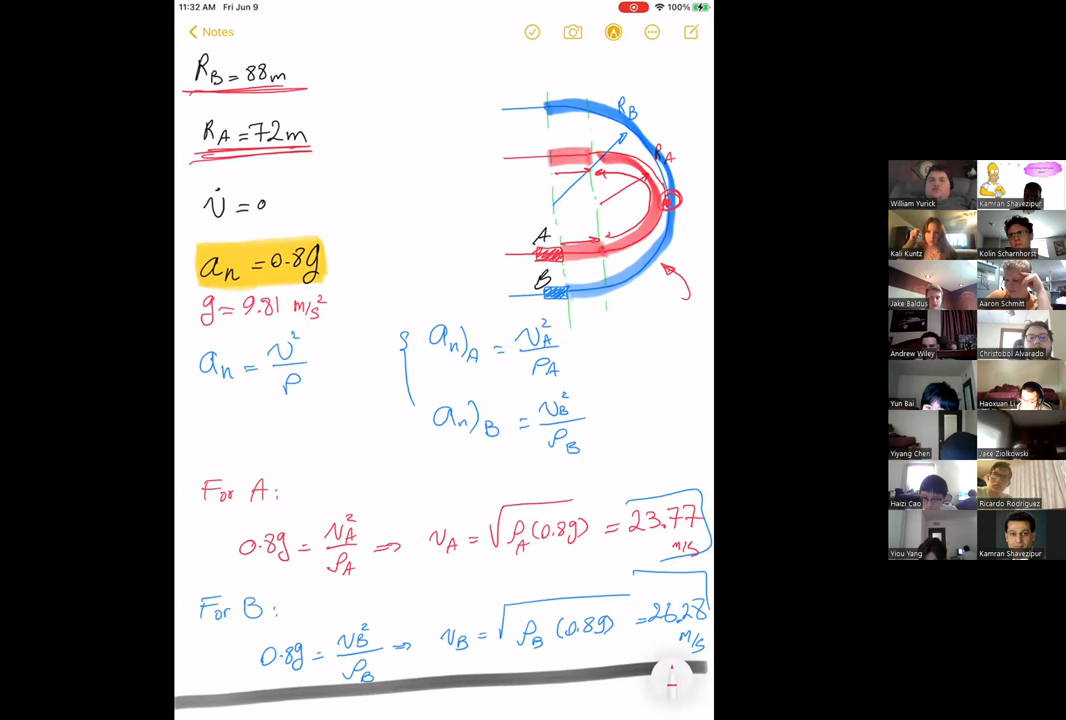 11:32 AM Fri Jun 9
100%
Notes
R_B = 88m
R_A = 72m
v̇ = 0
a_n = 0.8g
g = 9.81 m/s²
a_n = v²/ρ
a_n)_A = v_A²/ρ_A
a_n)_B = v_B²/ρ_B
R_B
R_A
A
B
For A:
0.8g = v_A²/ρ_A ⇒ v_A = √ρ_A(0.8g) = 23.77 m/s
For B:
0.8g = v_B²/ρ_B ⇒ v_B = √ρ_B (0.8g) = 26.28 m/s
William Yurick
Kamran Shavezipur
Kali Kuntz
Kolin Scharnhorst
Jake Baldus
Aaron Schmitt
Andrew Wiley
Christobol Alvarado
Yun Bai
Haoxuan Li
Yiyang Chen
Jake Ziolkowski
Haizi Cao
Ricardo Rodriguez
Yiou Yang
Kamran Shavezipur